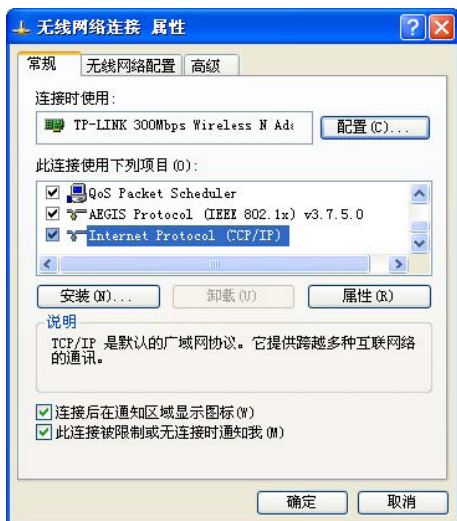 无线网络连接 属性
常规 无线网络配置 高级
连接时使用:
TP-LINK 300Mbps Wireless N Ada 配置(C)...
此连接使用下列项目(O):
QoS Packet Scheduler
AEGIS Protocol (IEEE 802.1x) v3.7.5.0
Internet Protocol (TCP/IP)
安装(N)... 卸载(U) 属性(R)
说明
TCP/IP 是默认的广域网协议。它提供跨越多种互联网络
的通讯。
连接后在通知区域显示图标(W)
此连接被限制或无连接时通知我(M)
确定 取消